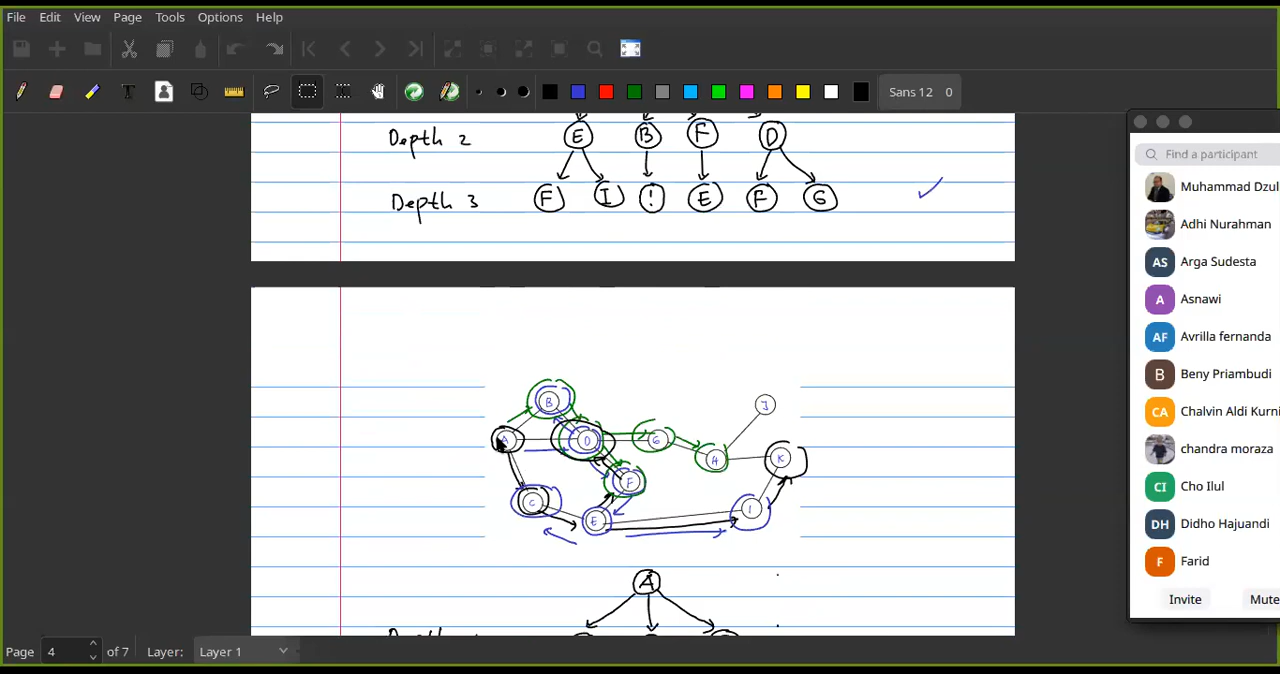 File Edit View Page Tools Options Help
Sans 12 0
Depth 2 E B F D
Depth 3 F I ! E F G
Find a participant
Muhammad Dzul
Adhi Nurahman
AS Arga Sudesta
A Asnawi
AF Avrilla fernanda
B Beny Priambudi
CA Chalvin Aldi Kurni
chandra moraza
CI Cho Ilul
DH Didho Hajuandi
F Farid
Invite Mute
B J
A D G
H K
F
C I
E
A
Page 4 of 7 Layer: Layer 1